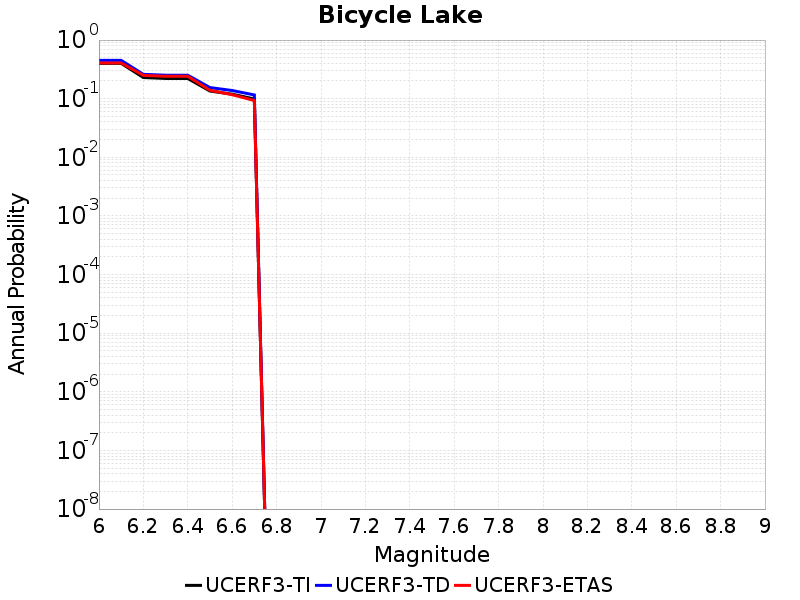 Bicycle Lake
Annual Probability
10^0
10^-1
10^-2
10^-3
10^-4
10^-5
10^-6
10^-7
10^-8
6 6.2 6.4 6.6 6.8 7 7.2 7.4 7.6 7.8 8 8.2 8.4 8.6 8.8 9
Magnitude
UCERF3-TI UCERF3-TD UCERF3-ETAS